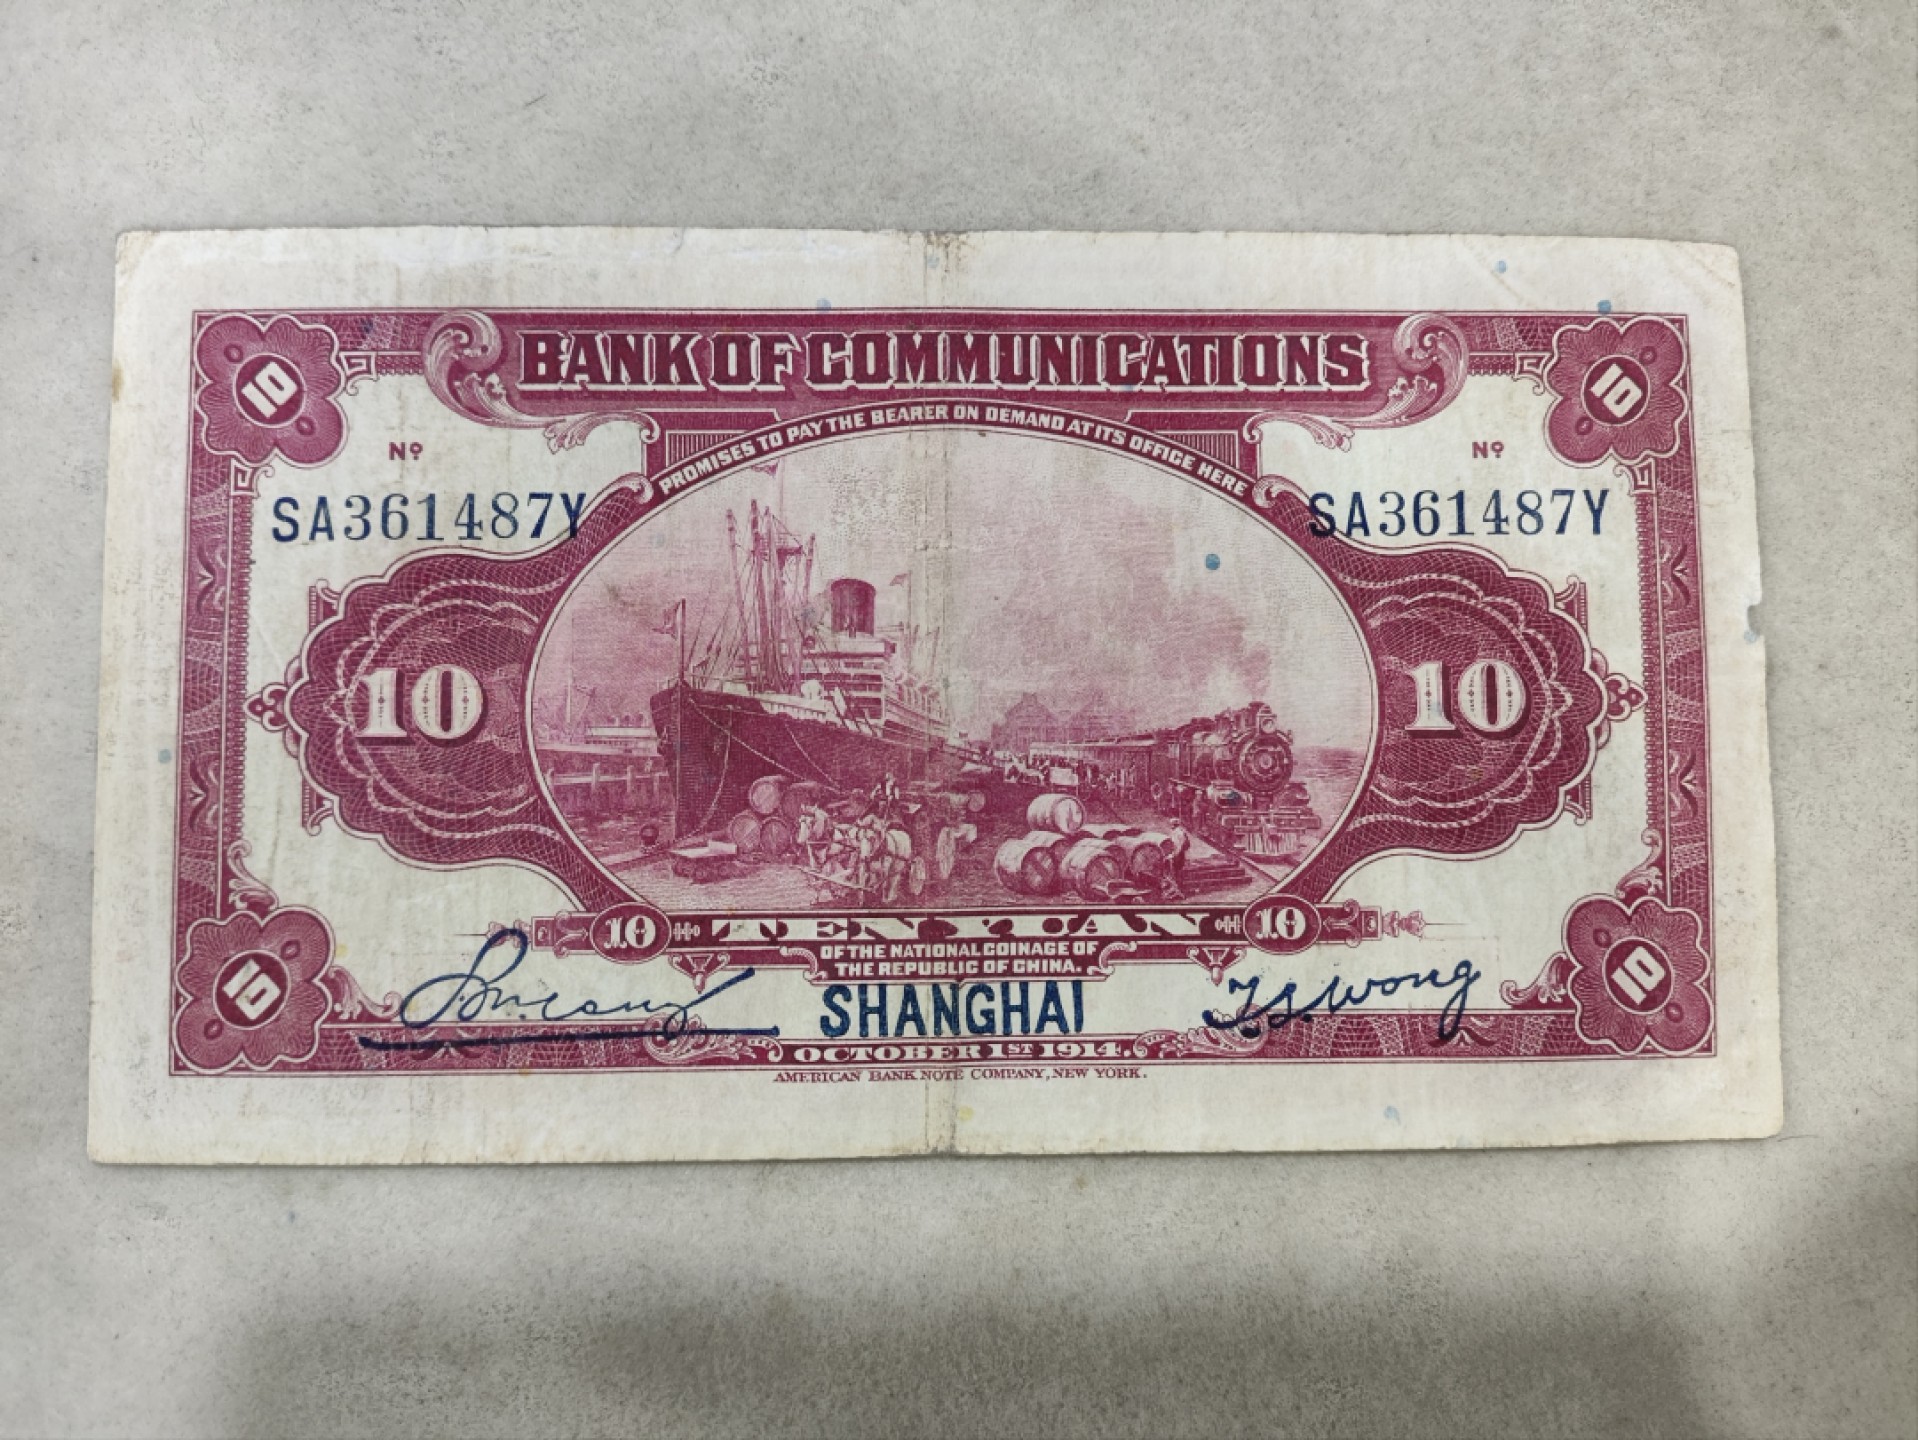 BANK OF COMMUNICATIONS
PROMISES TO PAY THE BEARER ON DEMAND AT ITS OFFICE HERE
10 10
Nº Nº
SA361487Y SA361487Y
10 10
10 TEN YUAN 10
OF THE NATIONAL COINAGE OF
THE REPUBLIC OF CHINA.
10 10
SHANGHAI T.S. Wong
OCTOBER 1ST 1914.
AMERICAN BANK NOTE COMPANY, NEW YORK.